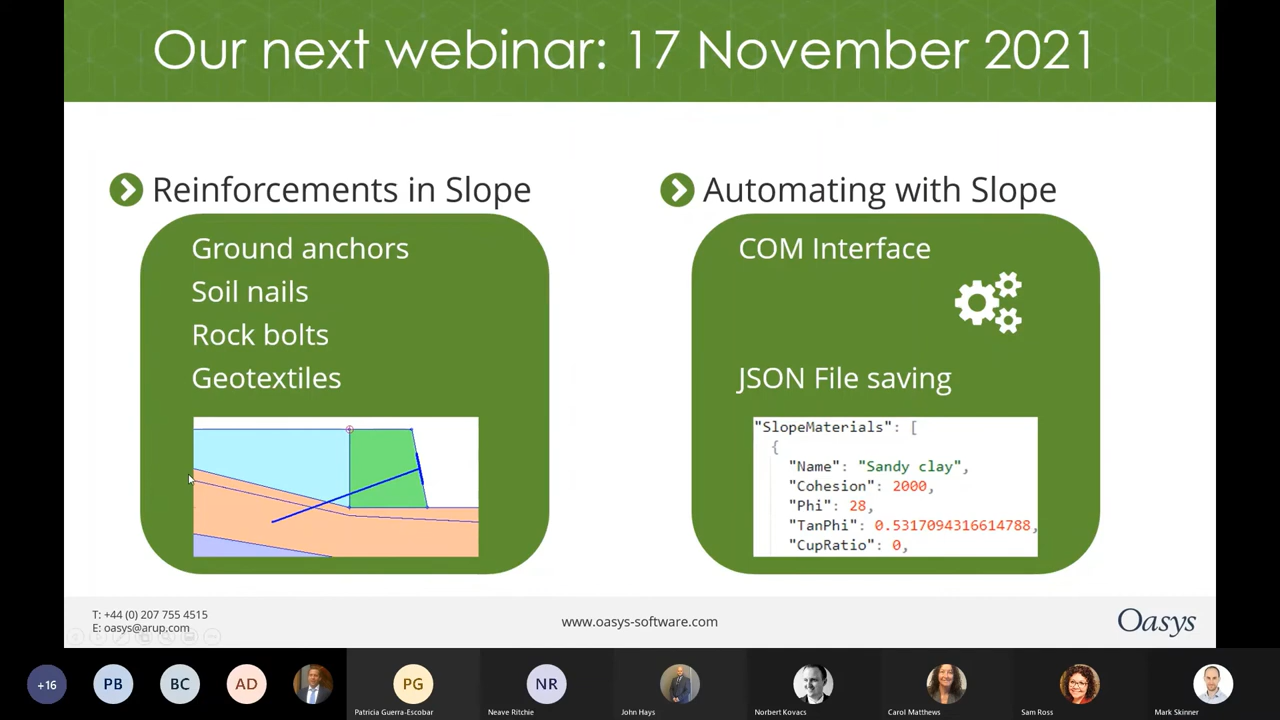 Our next webinar: 17 November 2021
Reinforcements in Slope
Ground anchors
Soil nails
Rock bolts
Geotextiles
Automating with Slope
COM Interface
JSON File saving
"SlopeMaterials": [
{
"Name": "Sandy clay",
"Cohesion": 2000,
"Phi": 28,
"TanPhi": 0.5317094316614788,
"CupRatio": 0,
T: +44 (0) 207 755 4515
E: oasys@arup.com
www.oasys-software.com
Oasys
+16
PB
BC
AD
PG
Patricia Guerra-Escobar
NR
Neave Ritchie
John Hays
Norbert Kovacs
Carol Matthews
Sam Ross
Mark Skinner